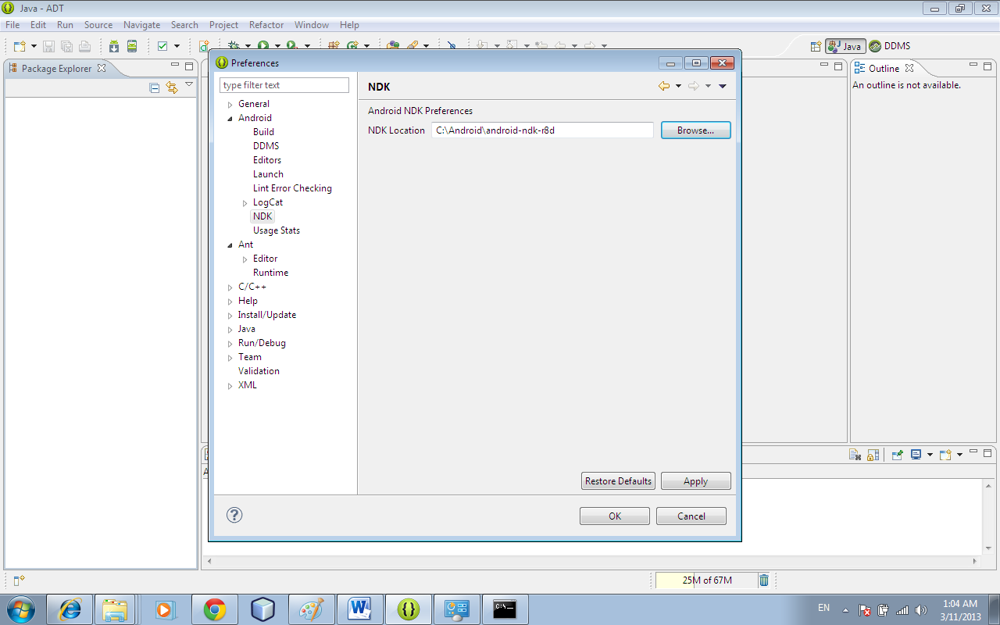 Java - ADT
File Edit Run Source Navigate Search Project Refactor Window Help
Java DDMS
Package Explorer
Outline
An outline is not available.
Preferences
type filter text
General
Android
Build
DDMS
Editors
Launch
Lint Error Checking
LogCat
NDK
Usage Stats
Ant
Editor
Runtime
C/C++
Help
Install/Update
Java
Run/Debug
Team
Validation
XML
NDK
Android NDK Preferences
NDK Location C:\Android\android-ndk-r8d Browse...
Restore Defaults Apply
OK Cancel
25M of 67M
EN
1:04 AM
3/11/2013